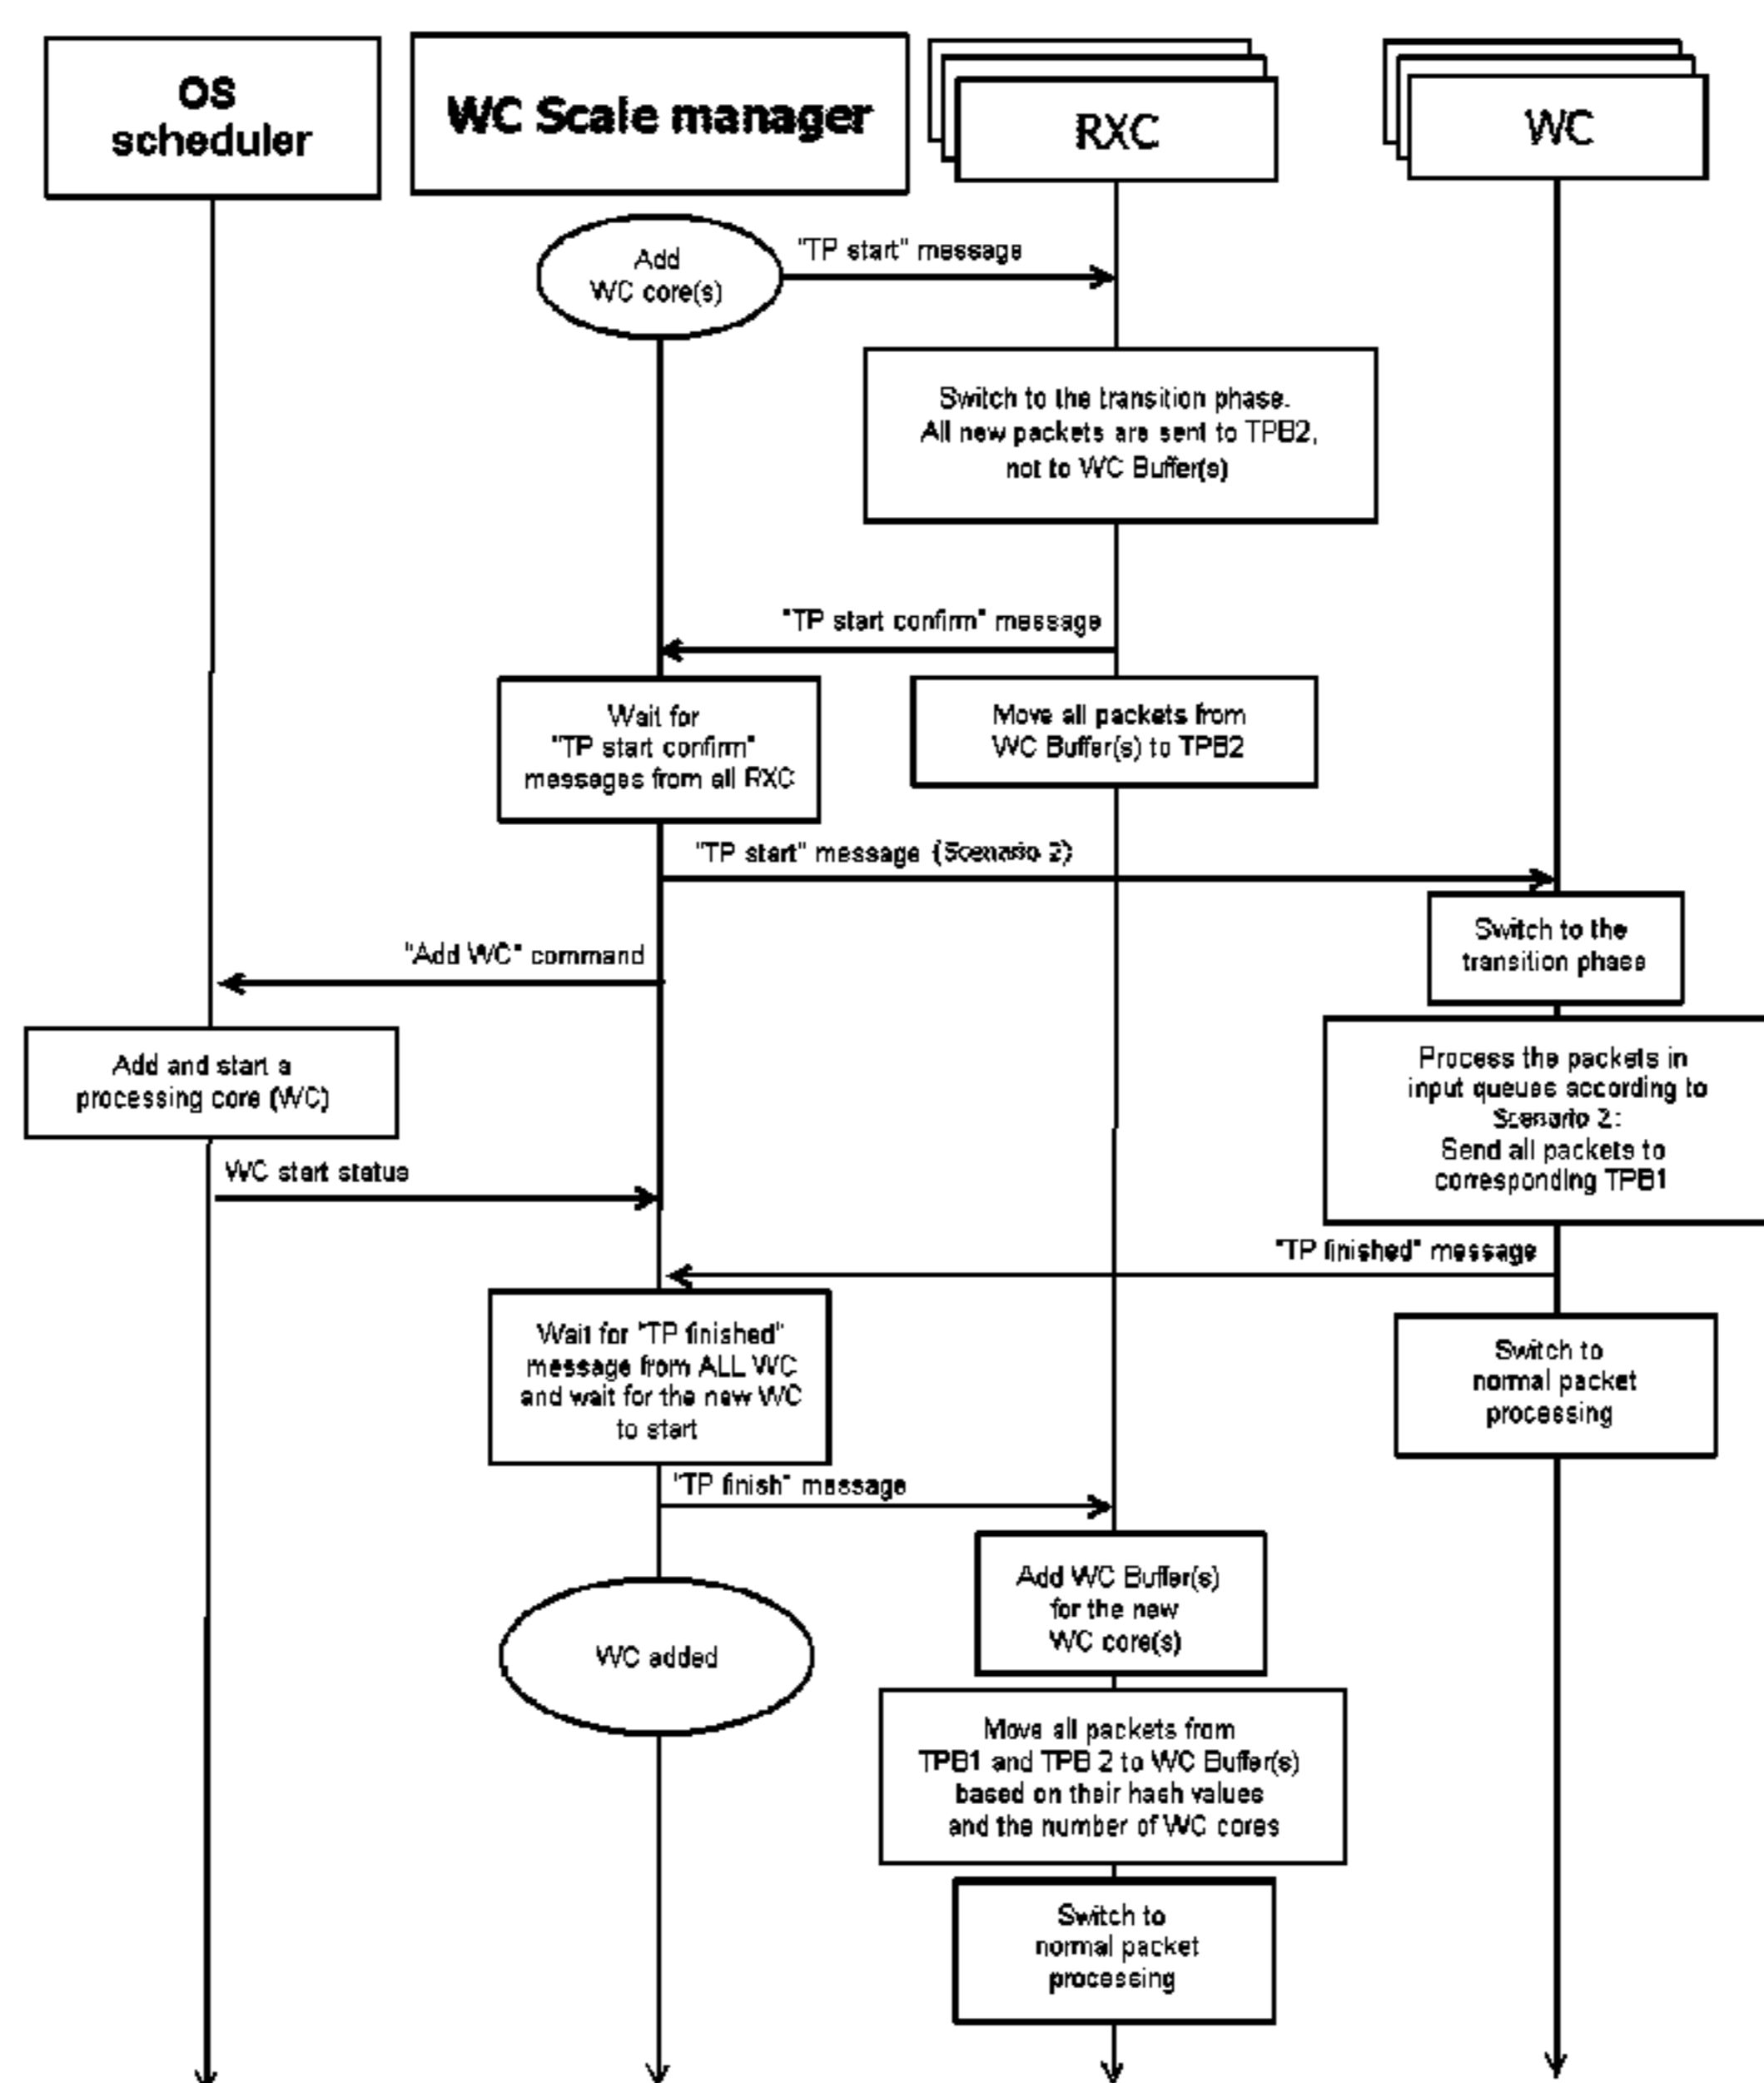 OS
scheduler
WC Scale manager
RXC
WC
Add
WC core(s)
"TP start" message
Switch to the transition phase.
All new packets are sent to TPB2,
not to WC Buffer(s)
"TP start confirm" message
Wait for
"TP start confirm"
messages from all RXC
Move all packets from
WC Buffer(s) to TPB2
"TP start" message (Scenario 2)
Switch to the
transition phase
"Add WC" command
Add and start a
processing core (WC)
Process the packets in
input queues according to
Scenario 2:
Send all packets to
corresponding TPB1
WC start status
"TP finished" message
Wait for "TP finished"
message from ALL WC
and wait for the new WC
to start
Switch to
normal packet
processing
"TP finish" message
Add WC Buffer(s)
for the new
WC core(s)
WC added
Move all packets from
TPB1 and TPB 2 to WC Buffer(s)
based on their hash values
and the number of WC cores
Switch to
normal packet
processing